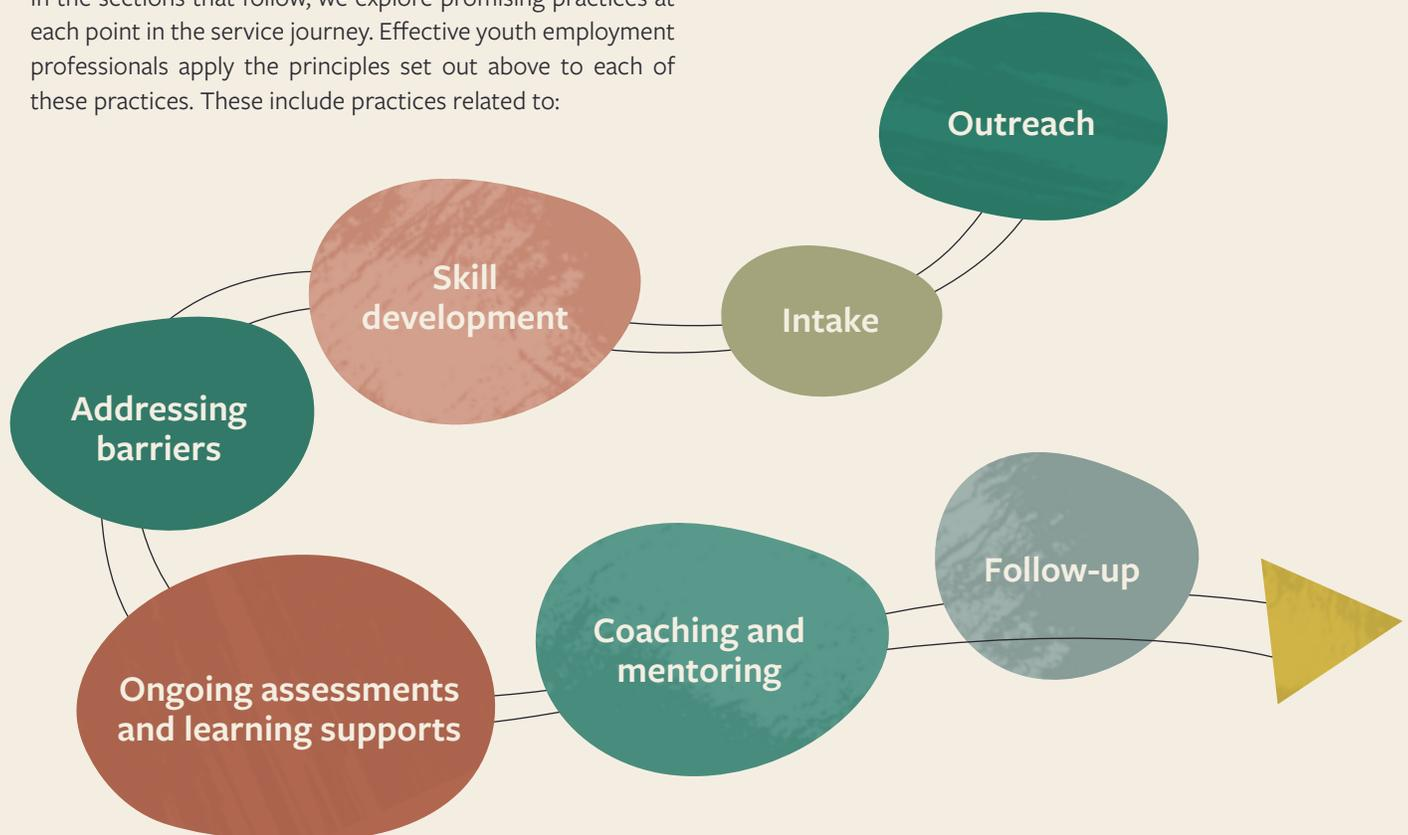 In the sections that follow, we explore promising practices at
each point in the service journey. Effective youth employment
professionals apply the principles set out above to each of
these practices. These include practices related to:
Outreach
Intake
Skill
development
Addressing
barriers
Ongoing assessments
and learning supports
Coaching and
mentoring
Follow-up